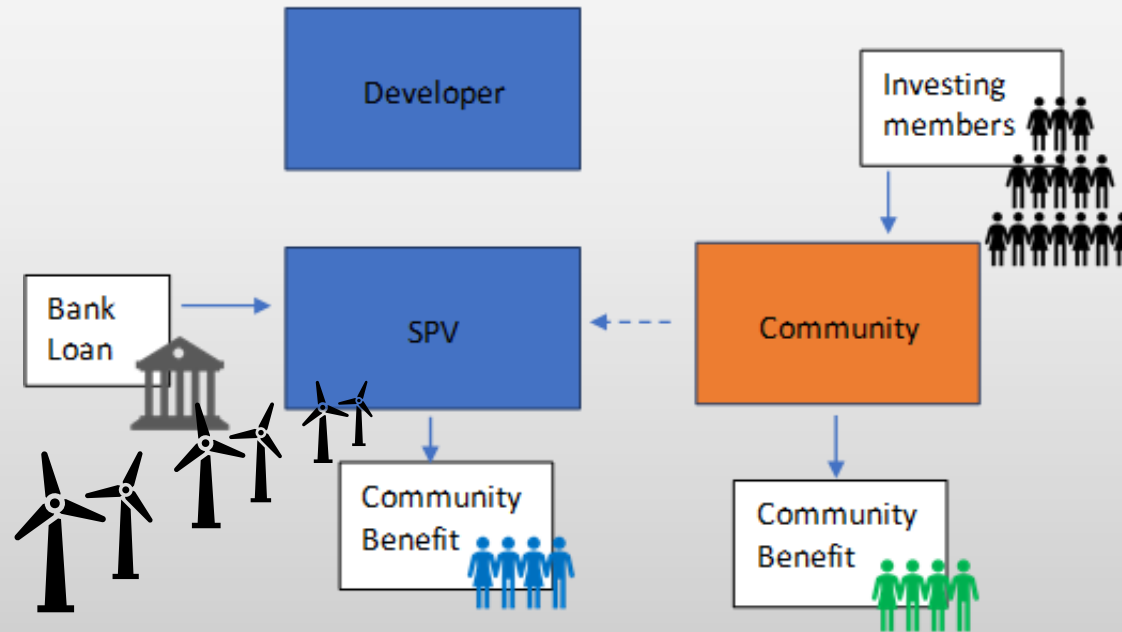 Developer
Investing
members
Bank
Loan
SPV
Community
Community
Benefit
Community
Benefit